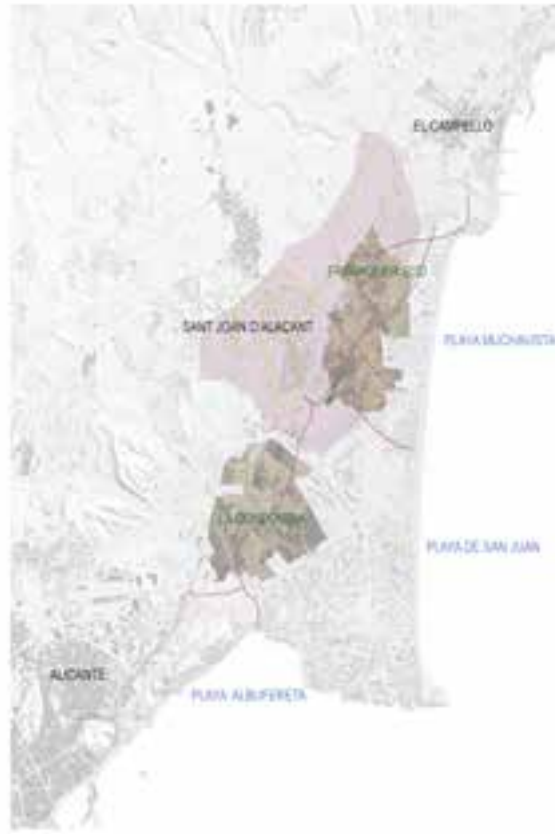 EL CAMPELLO
SANT JOAN D'ALACANT
PLAYA MUCHAVISTA
PLAYA DE SAN JUAN
ALICANTE
PLAYA ALBUFERETA